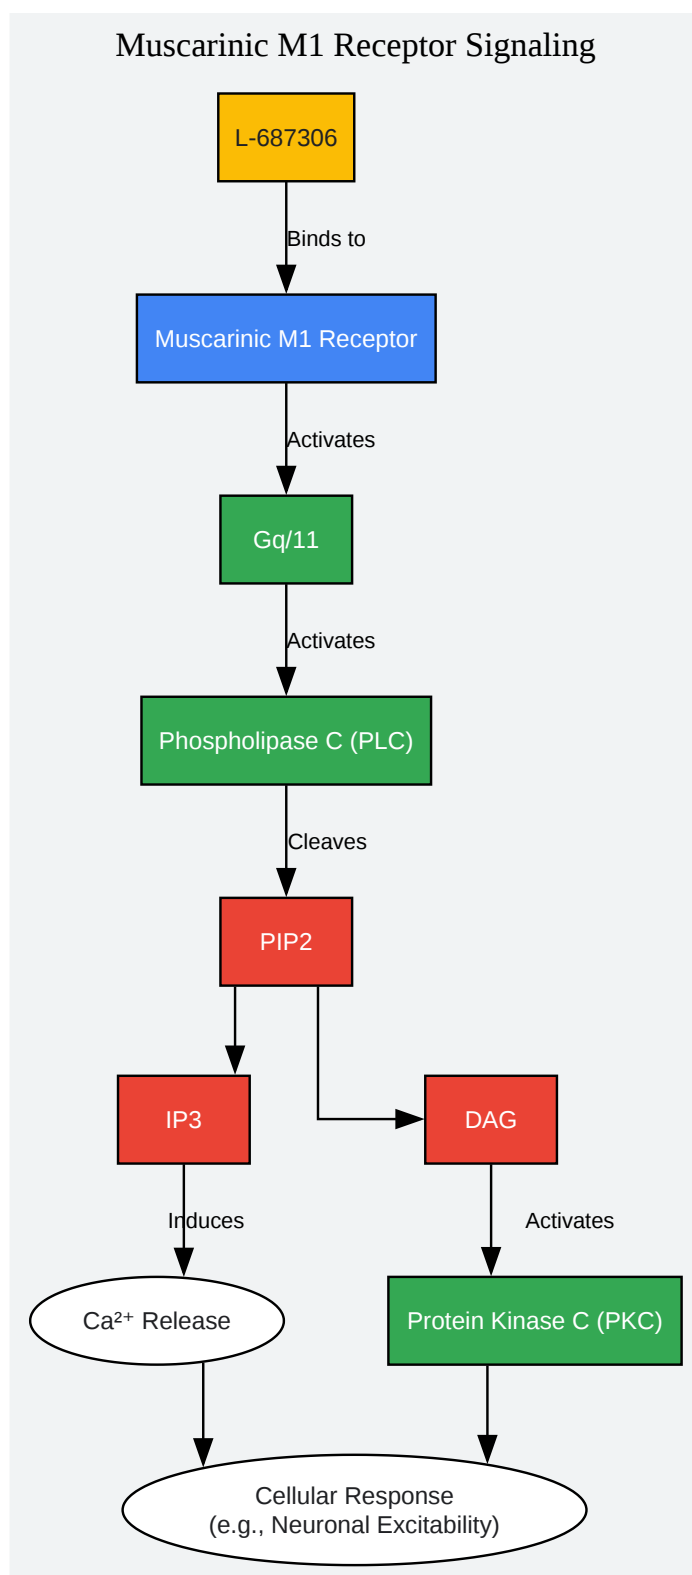 Muscarinic M1 Receptor Signaling
L-687306
Binds to
Muscarinic M1 Receptor
Activates
Gq/11
Activates
Phospholipase C (PLC)
Cleaves
PIP2
IP3
DAG
Induces
Activates
Ca²⁺ Release
Protein Kinase C (PKC)
Cellular Response
(e.g., Neuronal Excitability)